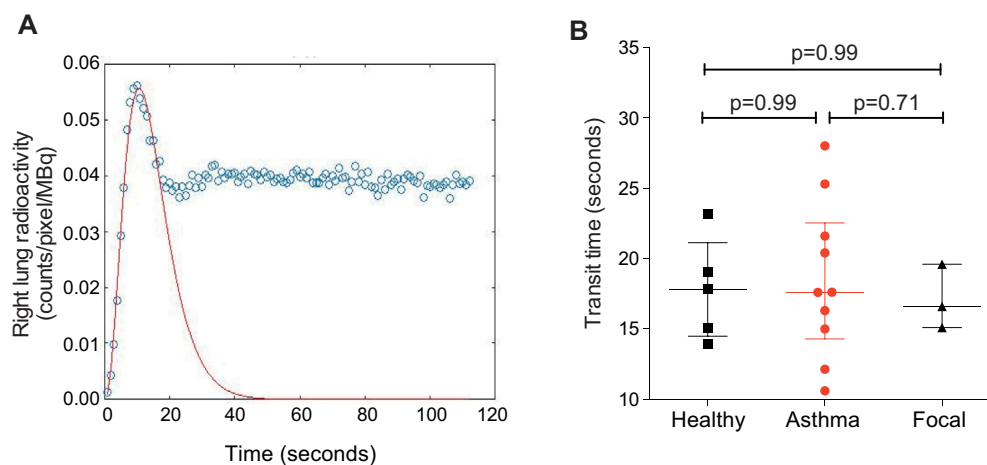 A
Right lung radioactivity
(counts/pixel/MBq)
0.06
0.05
0.04
0.03
0.02
0.01
0.00
0 20 40 60 80 100 120
Time (seconds)
B
Transit time (seconds)
35
30
25
20
15
10
p=0.99
p=0.99 p=0.71
Healthy Asthma Focal